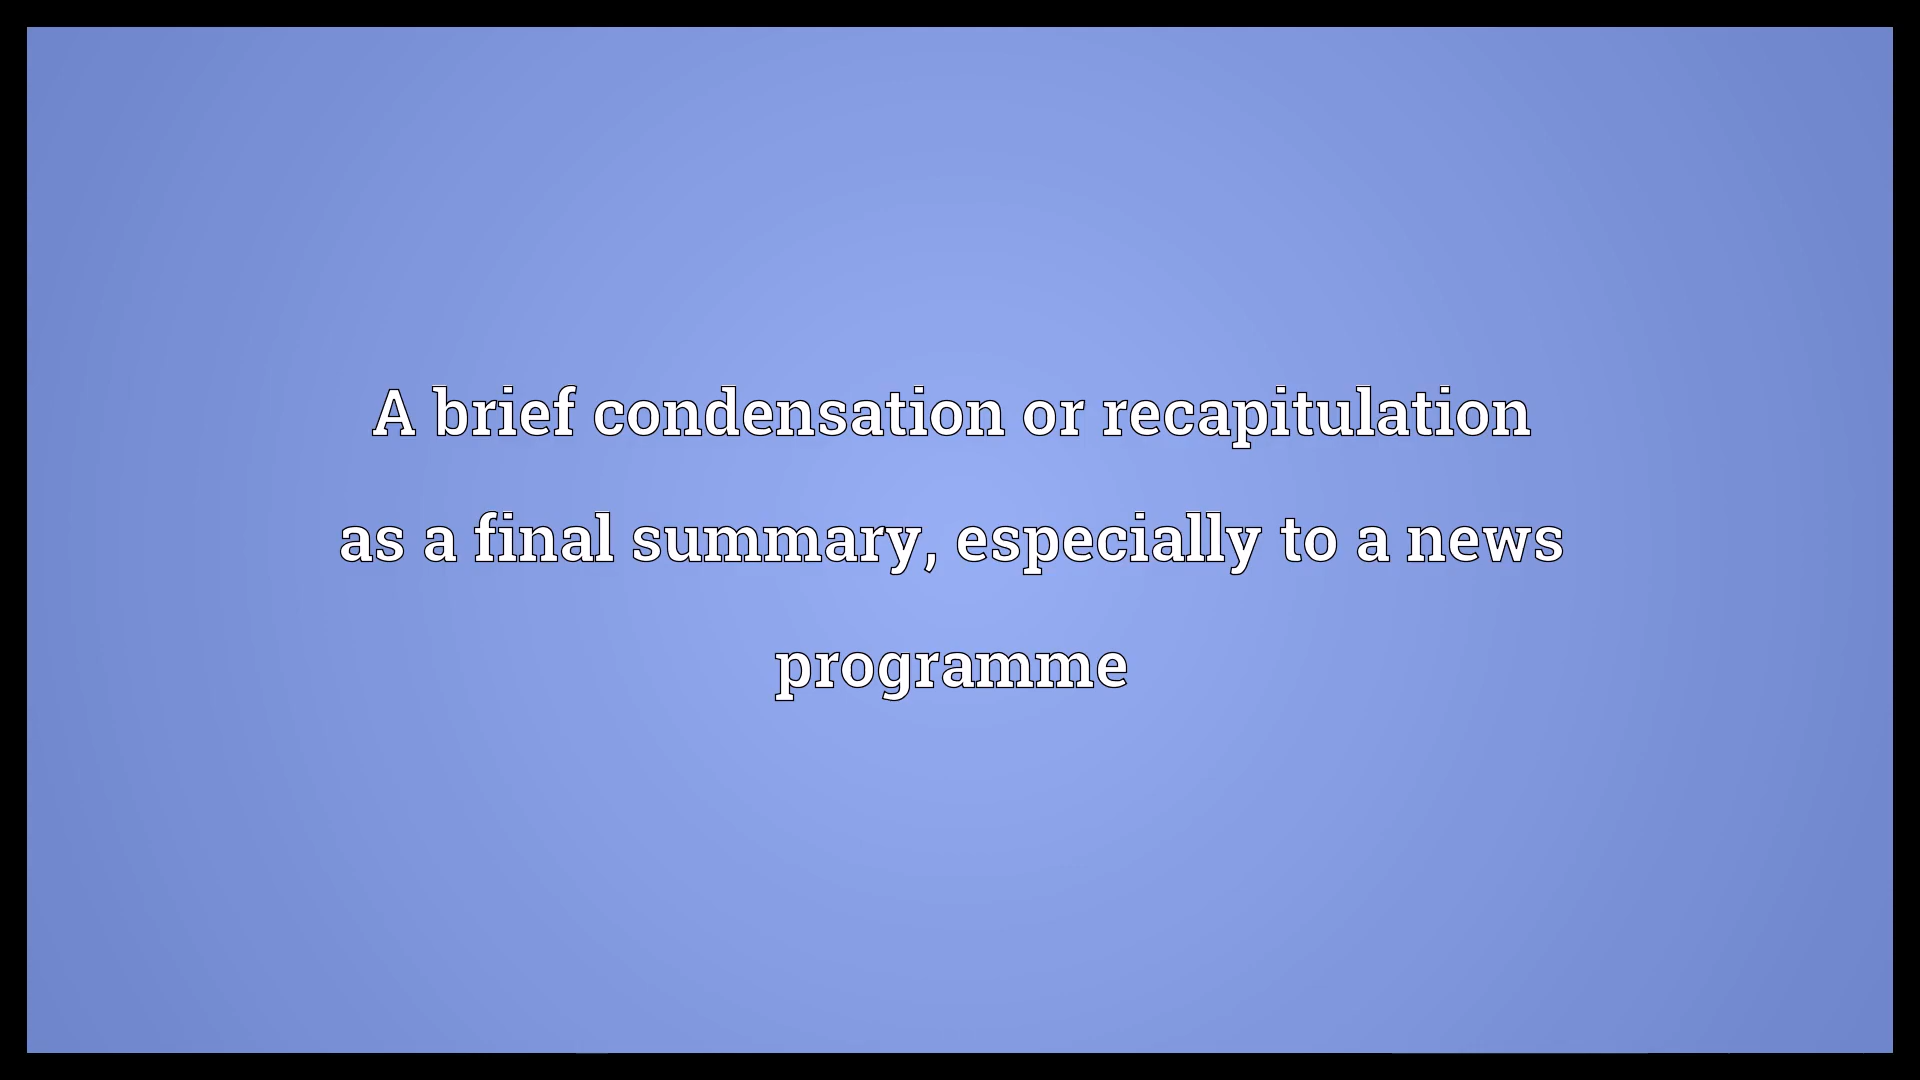 A brief condensation or recapitulation
as a final summary, especially to a news
programme